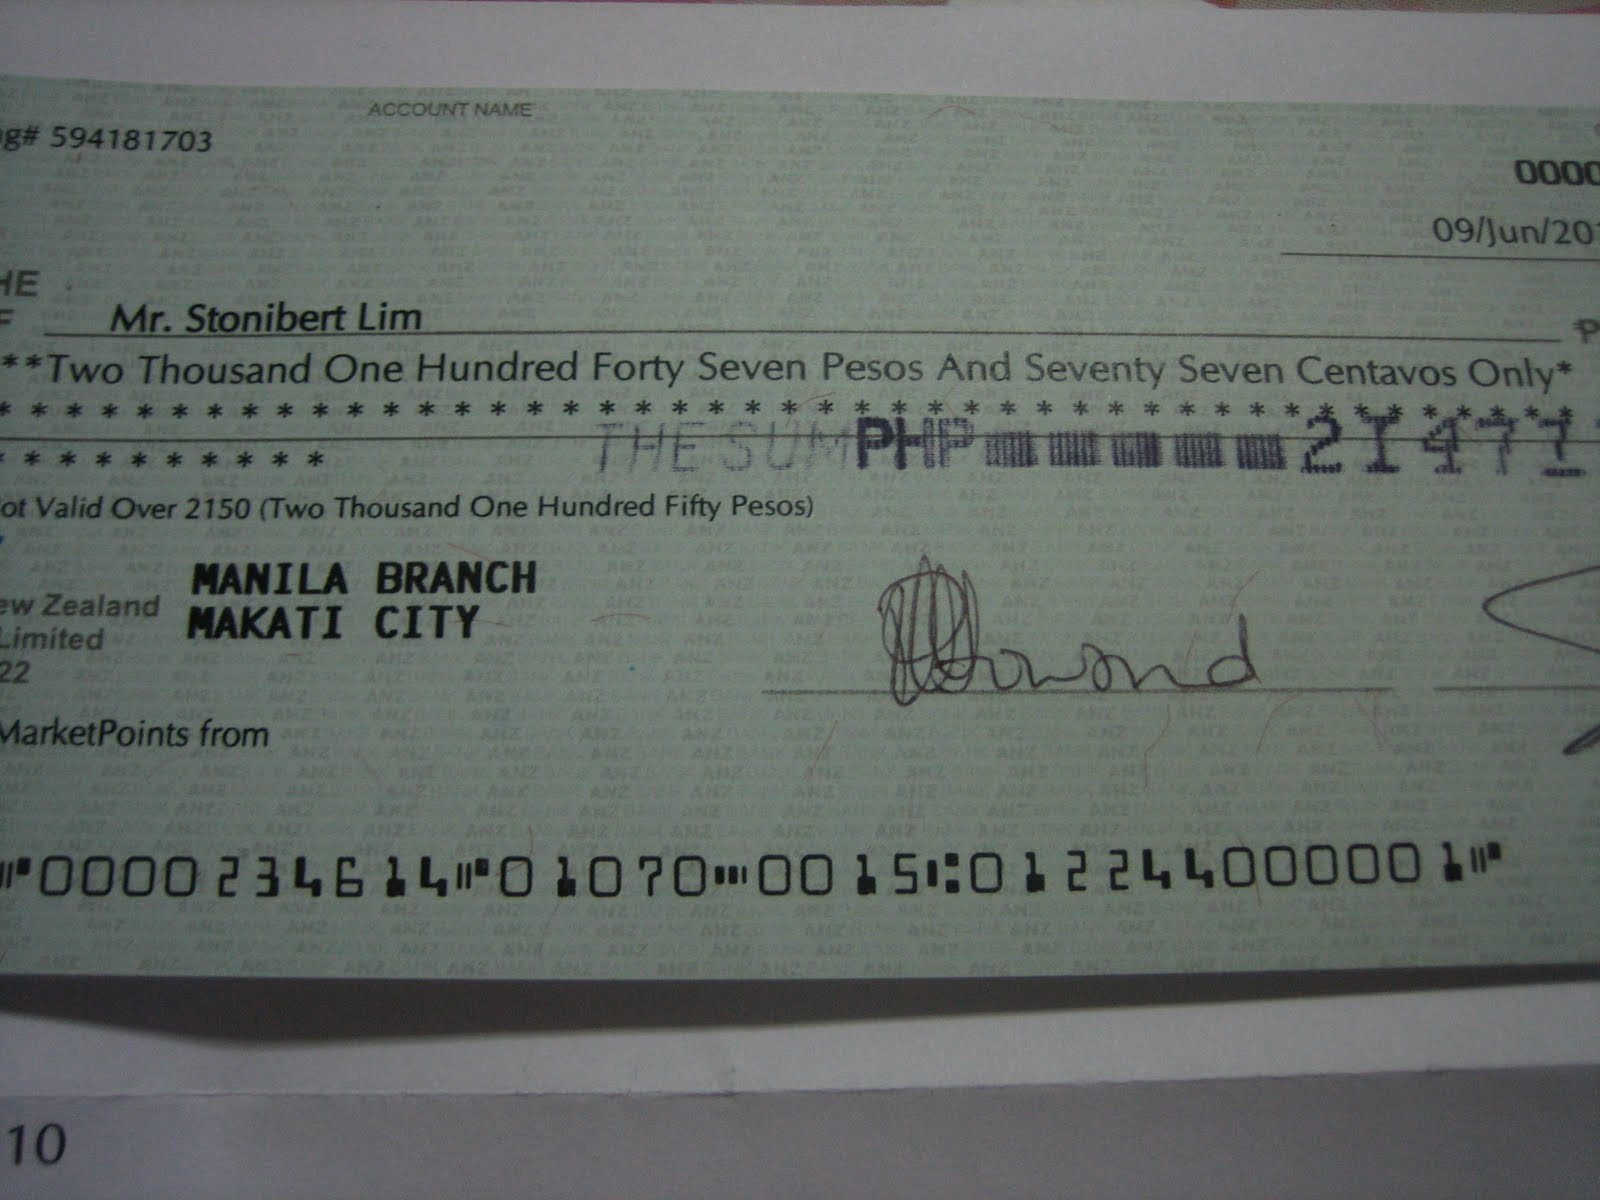 ACCOUNT NAME
g# 594181703
0000
09/Jun/20
HE
F Mr. Stonibert Lim P
**Two Thousand One Hundred Forty Seven Pesos And Seventy Seven Centavos Only*
* * * * * * * * * * * * * * * * * * * * * * * * * * * * * * * * * * * * * * * * * * * *
THE SUM PHP 21477
* * * * * * * * * *
ot Valid Over 2150 (Two Thousand One Hundred Fifty Pesos)
MANILA BRANCH
ew Zealand MAKATI CITY
Limited
22
MarketPoints from
⑈0000234614⑈01070⑉0015⑆012244000001⑈
10